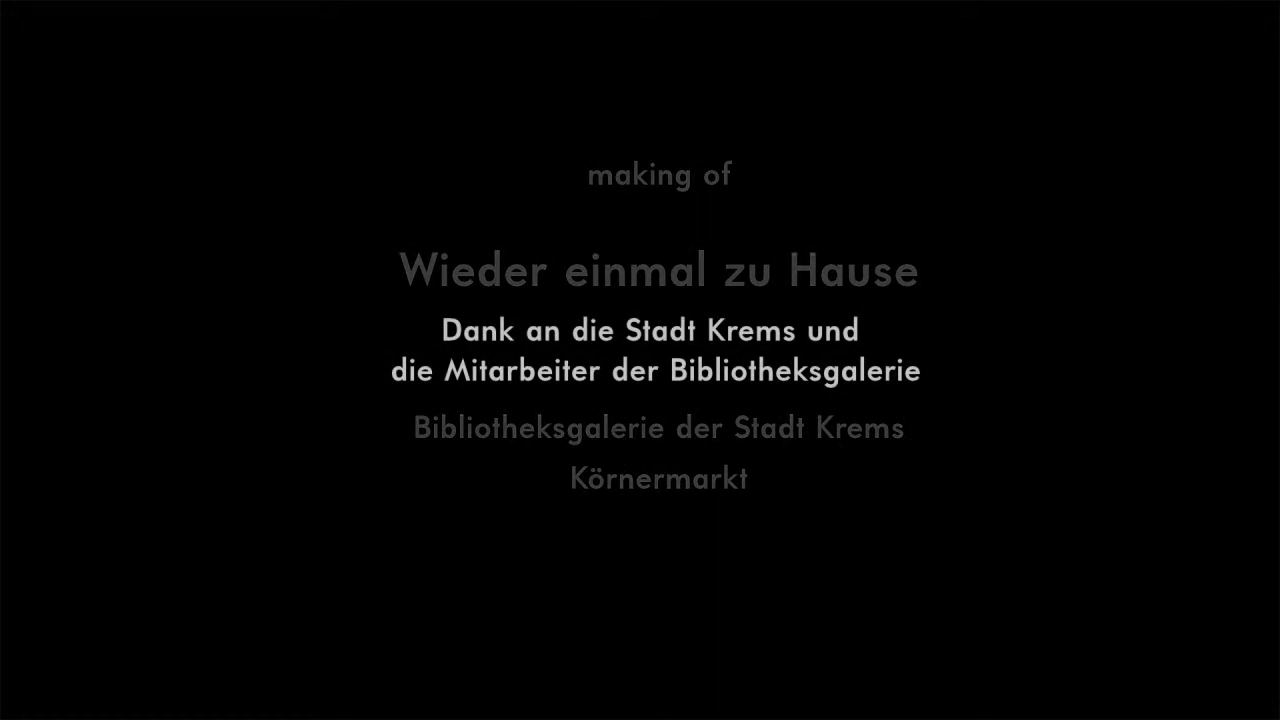 making of
Wieder einmal zu Hause
Dank an die Stadt Krems und
die Mitarbeiter der Bibliotheksgalerie
Bibliotheksgalerie der Stadt Krems
Körnermarkt